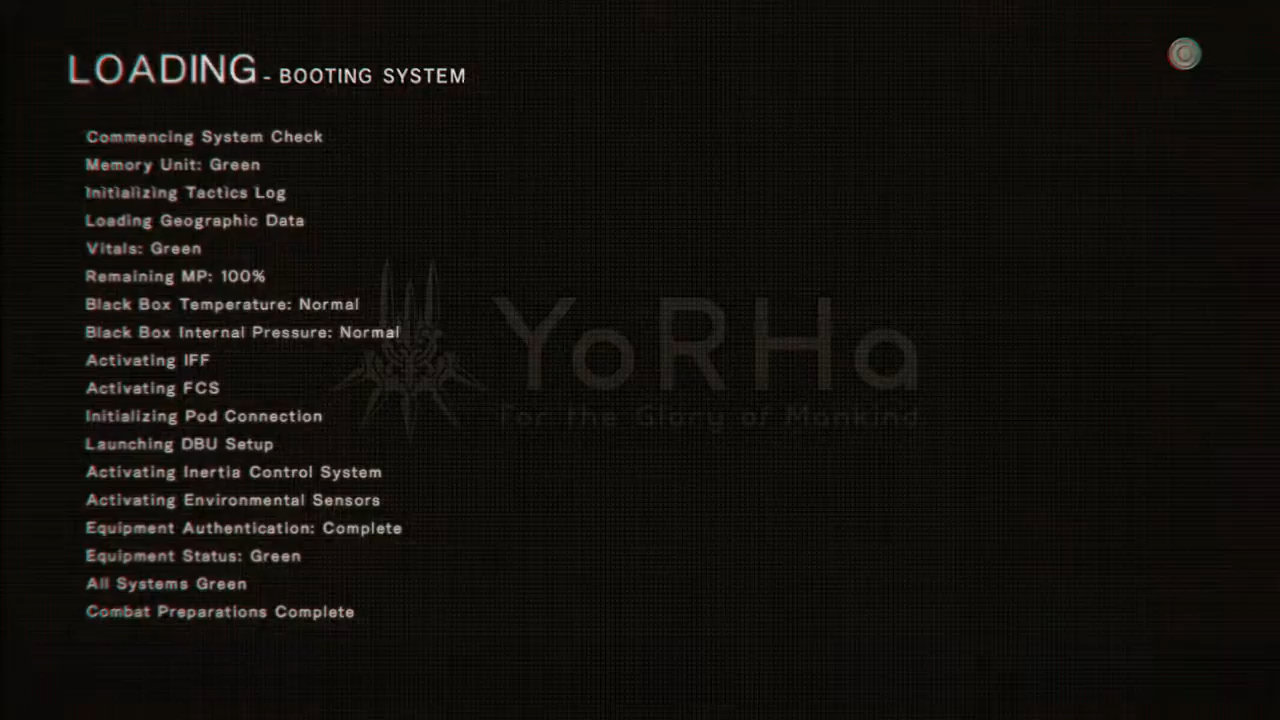 LOADING - BOOTING SYSTEM
Commencing System Check
Memory Unit: Green
Initializing Tactics Log
Loading Geographic Data
Vitals: Green
Remaining MP: 100%
Black Box Temperature: Normal
Black Box Internal Pressure: Normal
Activating IFF
Activating FCS
Initializing Pod Connection
Launching DBU Setup
Activating Inertia Control System
Activating Environmental Sensors
Equipment Authentication: Complete
Equipment Status: Green
All Systems Green
Combat Preparations Complete
YoRHa
For the Glory of Mankind